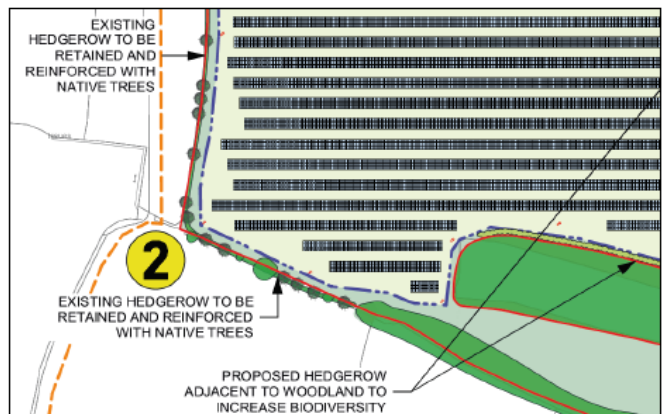 EXISTING
HEDGEROW TO BE
RETAINED AND
REINFORCED WITH
NATIVE TREES
2
EXISTING HEDGEROW TO BE
RETAINED AND REINFORCED
WITH NATIVE TREES
PROPOSED HEDGEROW
ADJACENT TO WOODLAND TO
INCREASE BIODIVERSITY